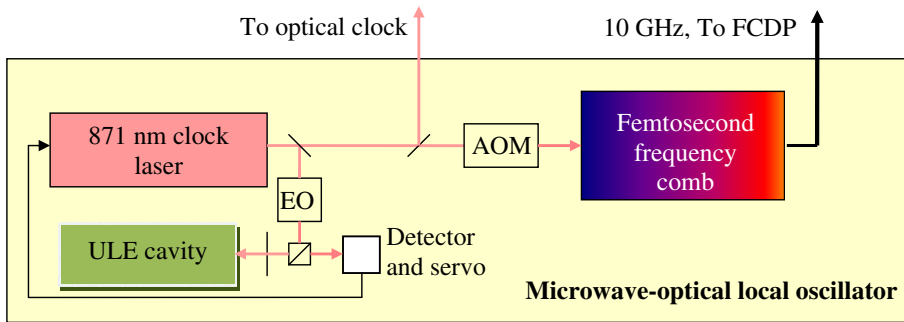 To optical clock
10 GHz, To FCDP
871 nm clock
laser
AOM
Femtosecond
frequency
comb
EO
ULE cavity
Detector
and servo
Microwave-optical local oscillator